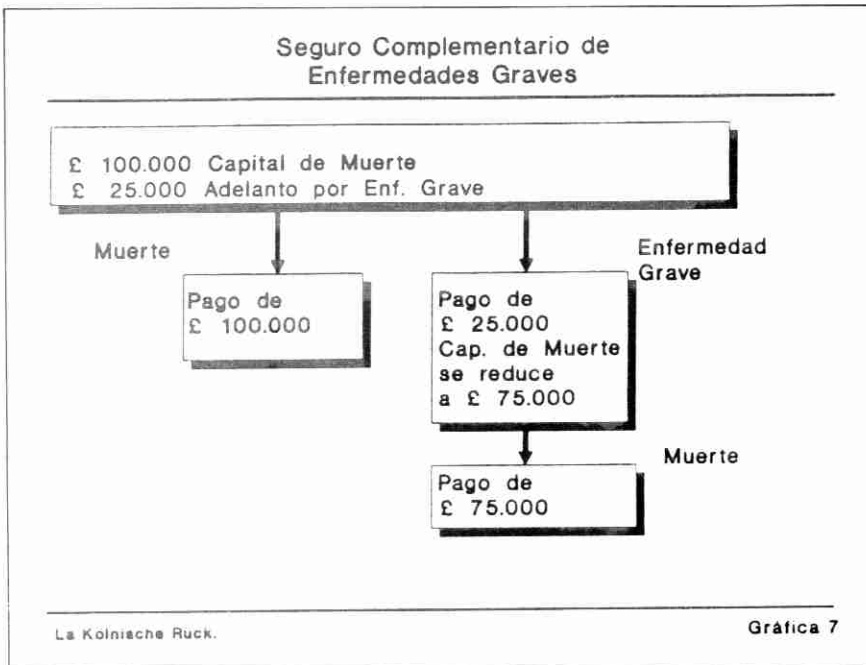 Seguro Complementario de
Enfermedades Graves
£ 100.000 Capital de Muerte
£ 25.000 Adelanto por Enf. Grave
Muerte
Enfermedad
Grave
Pago de
£ 100.000
Pago de
£ 25.000
Cap. de Muerte
se reduce
a £ 75.000
Muerte
Pago de
£ 75.000
La Kolnische Ruck.
Gráfica 7